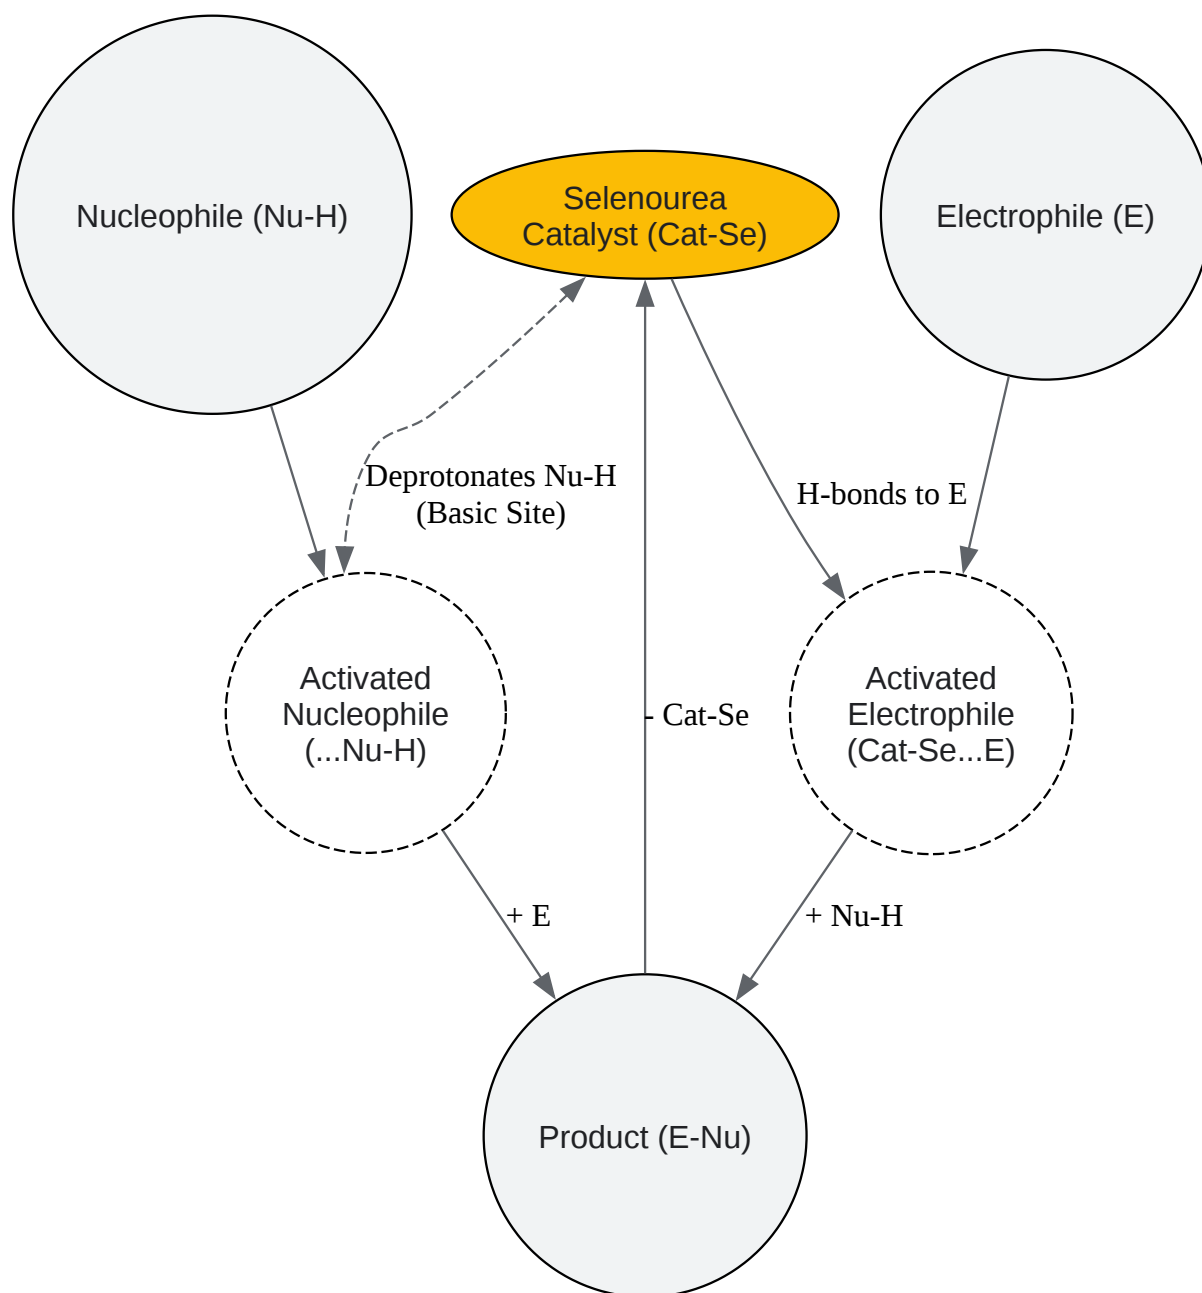 Nucleophile (Nu-H)
Selenourea
Catalyst (Cat-Se)
Electrophile (E)
Deprotonates Nu-H
(Basic Site)
H-bonds to E
Activated
Nucleophile
(...Nu-H)
- Cat-Se
Activated
Electrophile
(Cat-Se...E)
+ E
+ Nu-H
Product (E-Nu)